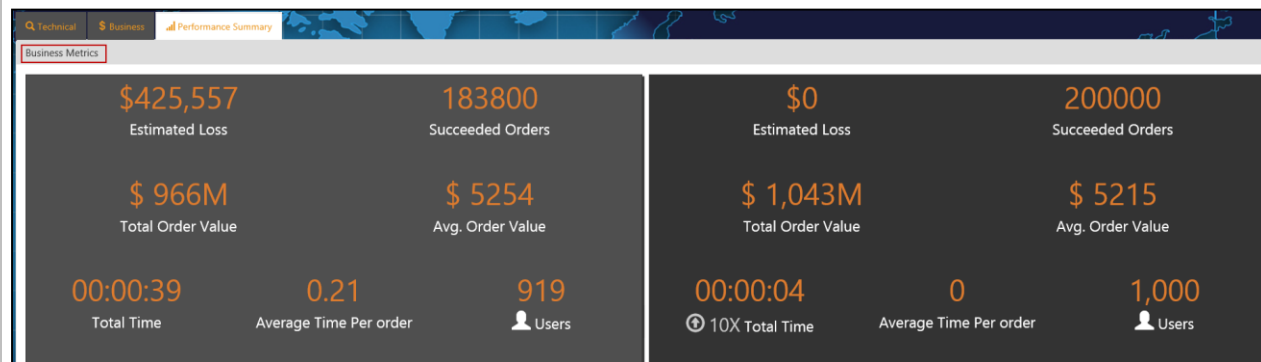 Technical $ Business Performance Summary
Business Metrics
$425,557 183800
Estimated Loss Succeeded Orders
$ 966M $ 5254
Total Order Value Avg. Order Value
00:00:39 0.21 919
Total Time Average Time Per order Users
$0 200000
Estimated Loss Succeeded Orders
$ 1,043M $ 5215
Total Order Value Avg. Order Value
00:00:04 0 1,000
10X Total Time Average Time Per order Users